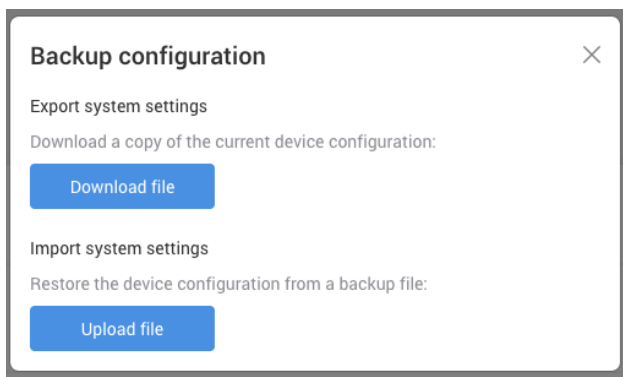 Backup configuration
Export system settings
Download a copy of the current device configuration:
Download file
Import system settings
Restore the device configuration from a backup file:
Upload file